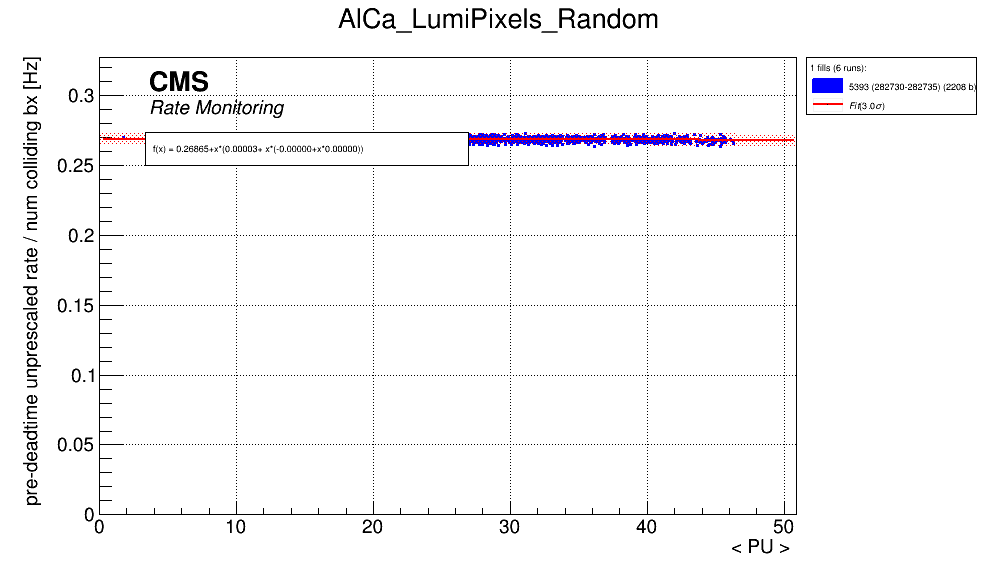 AlCa_LumiPixels_Random
pre-deadtime unprescaled rate / num colliding bx [Hz]
CMS
Rate Monitoring
f(x) = 0.26865+x*(0.00003+ x*(-0.00000+x*0.00000))
0.3
0.25
0.2
0.15
0.1
0.05
0
0 10 20 30 40 50
< PU >
1 fills (6 runs):
5393 (282730-282735) (2208 b)
Fit(3.0σ)